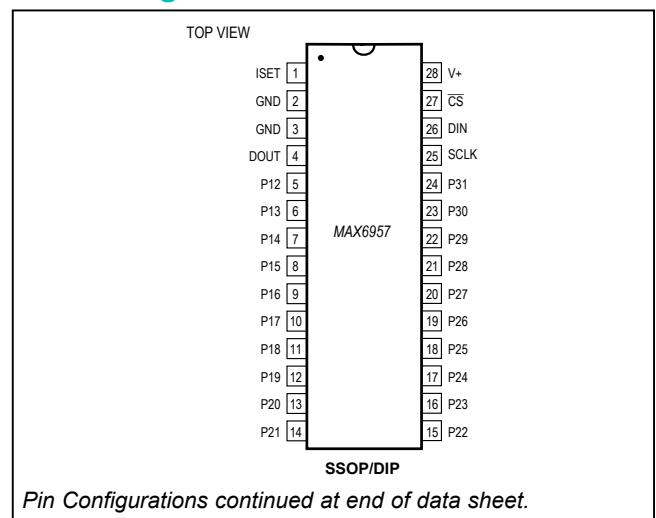 TOP VIEW
ISET 1 28 V+
GND 2 27 CS
GND 3 26 DIN
DOUT 4 25 SCLK
P12 5 24 P31
P13 6 23 P30
P14 7 MAX6957 22 P29
P15 8 21 P28
P16 9 20 P27
P17 10 19 P26
P18 11 18 P25
P19 12 17 P24
P20 13 16 P23
P21 14 15 P22
SSOP/DIP
Pin Configurations continued at end of data sheet.